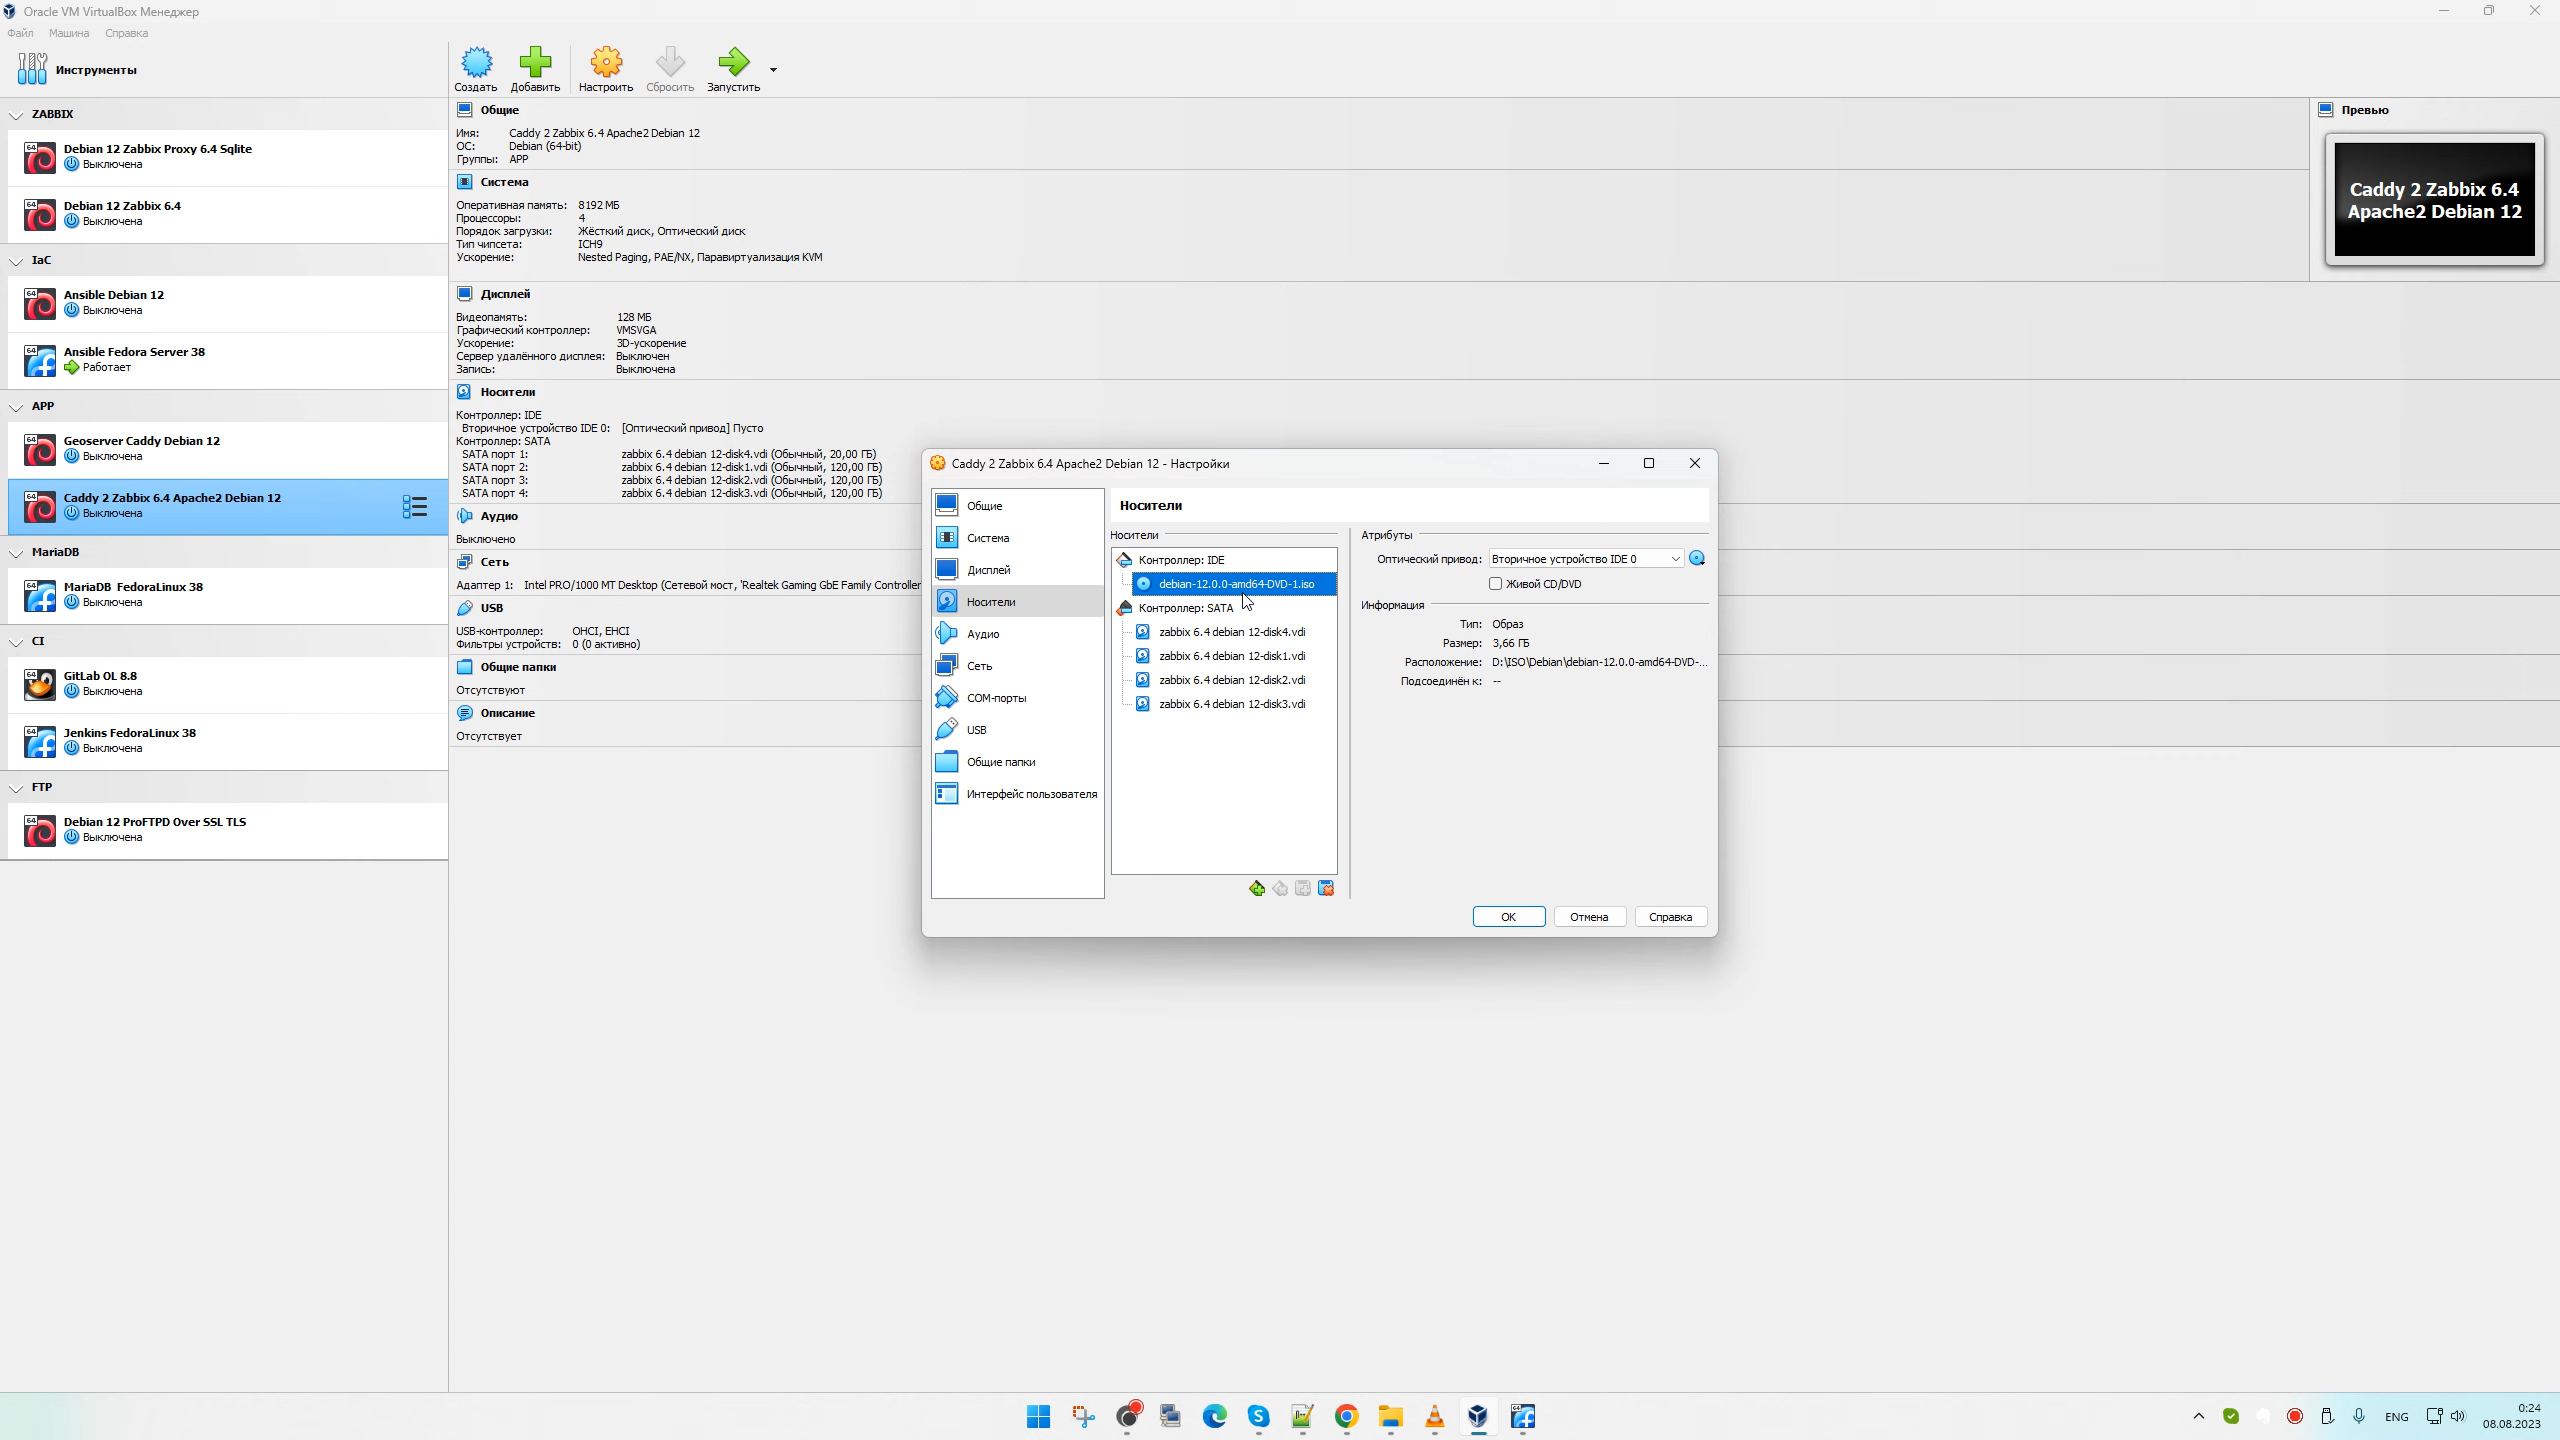 Oracle VM VirtualBox Менеджер
Файл Машина Справка
Инструменты
Создать Добавить Настроить Сбросить Запустить
ZABBIX
Debian 12 Zabbix Proxy 6.4 Sqlite
Выключена
Debian 12 Zabbix 6.4
Выключена
IaC
Ansible Debian 12
Выключена
Ansible Fedora Server 38
Работает
APP
Geoserver Caddy Debian 12
Выключена
Caddy 2 Zabbix 6.4 Apache2 Debian 12
Выключена
MariaDB
MariaDB FedoraLinux 38
Выключена
CI
GitLab OL 8.8
Выключена
Jenkins FedoraLinux 38
Выключена
FTP
Debian 12 ProFTPD Over SSL TLS
Выключена
Общие
Имя: Caddy 2 Zabbix 6.4 Apache2 Debian 12
ОС: Debian (64-bit)
Группы: APP
Система
Оперативная память: 8192 МБ
Процессоры: 4
Порядок загрузки: Жёсткий диск, Оптический диск
Тип чипсета: ICH9
Ускорение: Nested Paging, PAE/NX, Паравиртуализация KVM
Дисплей
Видеопамять: 128 МБ
Графический контроллер: VMSVGA
Ускорение: 3D-ускорение
Сервер удалённого дисплея: Выключен
Запись: Выключена
Носители
Контроллер: IDE
Вторичное устройство IDE 0: [Оптический привод] Пусто
Контроллер: SATA
SATA порт 1: zabbix 6.4 debian 12-disk4.vdi (Обычный, 20,00 ГБ)
SATA порт 2: zabbix 6.4 debian 12-disk1.vdi (Обычный, 120,00 ГБ)
SATA порт 3: zabbix 6.4 debian 12-disk2.vdi (Обычный, 120,00 ГБ)
SATA порт 4: zabbix 6.4 debian 12-disk3.vdi (Обычный, 120,00 ГБ)
Аудио
Выключено
Сеть
Адаптер 1: Intel PRO/1000 MT Desktop (Сетевой мост, 'Realtek Gaming GbE Family Controller
USB
USB-контроллер: OHCI, EHCI
Фильтры устройств: 0 (0 активно)
Общие папки
Отсутствуют
Описание
Отсутствует
Превью
Caddy 2 Zabbix 6.4
Apache2 Debian 12
Caddy 2 Zabbix 6.4 Apache2 Debian 12 - Настройки
Общие
Система
Дисплей
Носители
Аудио
Сеть
COM-порты
USB
Общие папки
Интерфейс пользователя
Носители
Носители
Контроллер: IDE
debian-12.0.0-amd64-DVD-1.iso
Контроллер: SATA
zabbix 6.4 debian 12-disk4.vdi
zabbix 6.4 debian 12-disk1.vdi
zabbix 6.4 debian 12-disk2.vdi
zabbix 6.4 debian 12-disk3.vdi
Атрибуты
Оптический привод: Вторичное устройство IDE 0
Живой CD/DVD
Информация
Тип: Образ
Размер: 3,66 ГБ
Расположение: D:\ISO\Debian\debian-12.0.0-amd64-DVD-...
Подсоединён к: --
OK Отмена Справка
ENG
0:24
08.08.2023